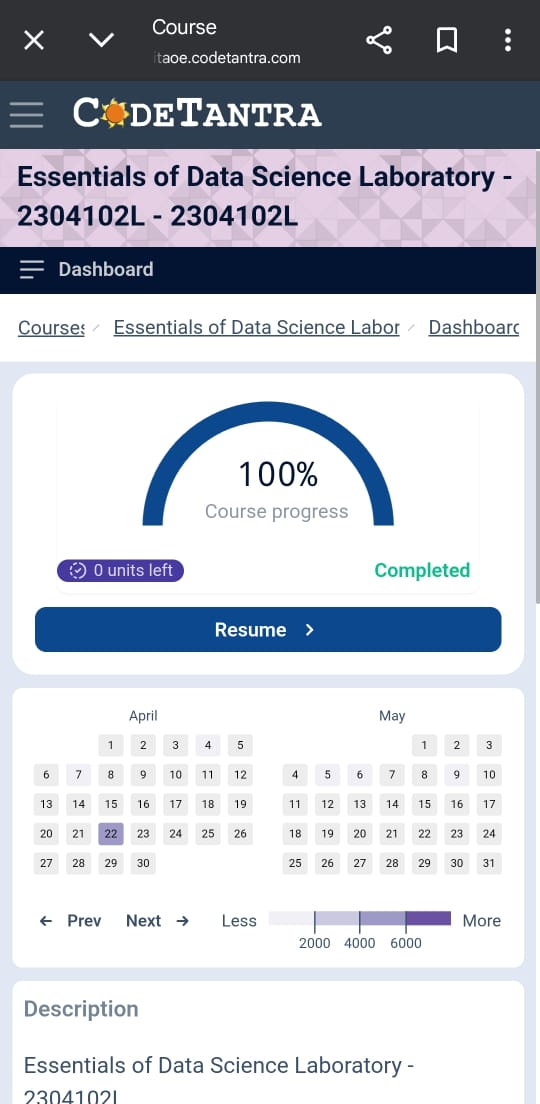 Course
itaoe.codetantra.com
CODETANTRA
Essentials of Data Science Laboratory -
2304102L - 2304102L
Dashboard
Courses Essentials of Data Science Labor Dashboard
100%
Course progress
0 units left Completed
Resume
April May
1 2 3 4 5 1 2 3
6 7 8 9 10 11 12 4 5 6 7 8 9 10
13 14 15 16 17 18 19 11 12 13 14 15 16 17
20 21 22 23 24 25 26 18 19 20 21 22 23 24
27 28 29 30 25 26 27 28 29 30 31
Prev Next Less More
2000 4000 6000
Description
Essentials of Data Science Laboratory -
2304102L